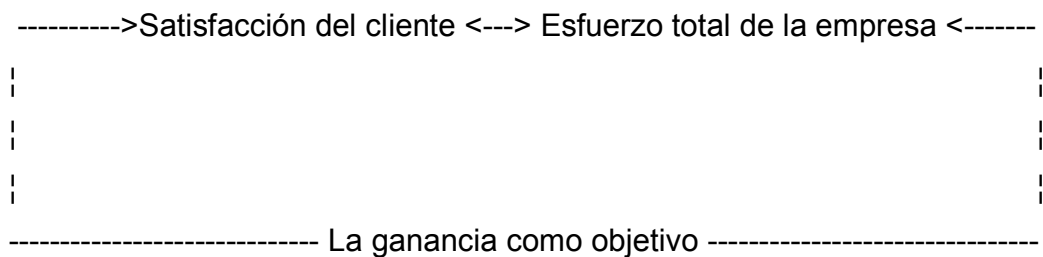 ---------->Satisfacción del cliente <---> Esfuerzo total de la empresa <-------
¦ ¦
¦ ¦
¦ ¦
------------------------------ La ganancia como objetivo --------------------------------